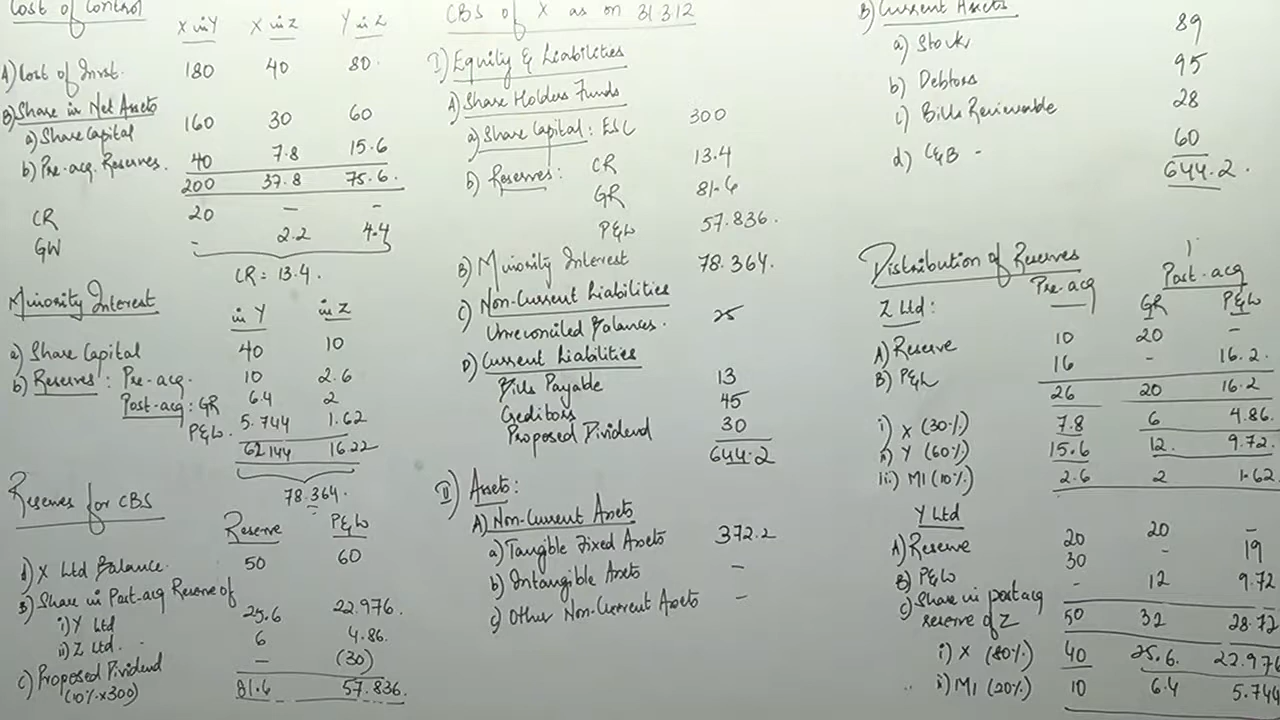 Cost of Control
X in Y X in Z Y in Z
A) Cost of Invt. 180 40 80.
B) Share in Net Assets
a) Share Capital 160 30 60
b) Pre-acq. Reserves. 40 7.8 15.6
200 37.8 75.6.
CR 20 - -
GW - 2.2 4.4
CR = 13.4.
Minority Interest
in Y in Z
a) Share Capital 40 10
b) Reserves: Pre-acq. 10 2.6
Post-acq: GR 6.4 2
P&L. 5.744 1.62
62.144 16.22
78.364.
Reserves for CBS
Reserve P&L
A) X Ltd Balance. 50 60
B) Share in Post-acq Reserve of
i) Y Ltd 25.6 22.976.
ii) Z Ltd. 6 4.86.
C) Proposed Dividend - (30)
(10% x 300)
81.6 57.836.
CBS of X as on 31.3.12
I) Equity & Liabilities
A) Share Holders Funds
a) Share Capital: ESC 300
b) Reserves: CR 13.4
GR 81.6
P&L 57.836.
B) Minority Interest 78.364.
C) Non-Current Liabilities
Unreconciled Balances. 25
D) Current Liabilities
Bills Payable 13
Creditors 45
Proposed Dividend 30
644.2
II) Assets:
A) Non-Current Assets
a) Tangible Fixed Assets 372.2
b) Intangible Assets -
c) Other Non-Current Assets -
B) Current Assets
a) Stock 89
b) Debtors 95
c) Bills Receivable 28
d) C&B - 60
644.2.
Distribution of Reserves
Pre-acq Post-acq
Z Ltd: GR P&L
A) Reserve 10 20 -
B) P&L 16 - 16.2.
26 20 16.2
i) X (30%) 7.8 6 4.86.
ii) Y (60%) 15.6 12. 9.72.
iii) MI (10%) 2.6 2 1.62
Y Ltd
A) Reserve 20 20 -
B) P&L 30 - 19
C) Share in post acq reserve of Z - 12 9.72
50 32 28.72
i) X (80%) 40 25.6. 22.976
ii) MI (20%) 10 6.4 5.744